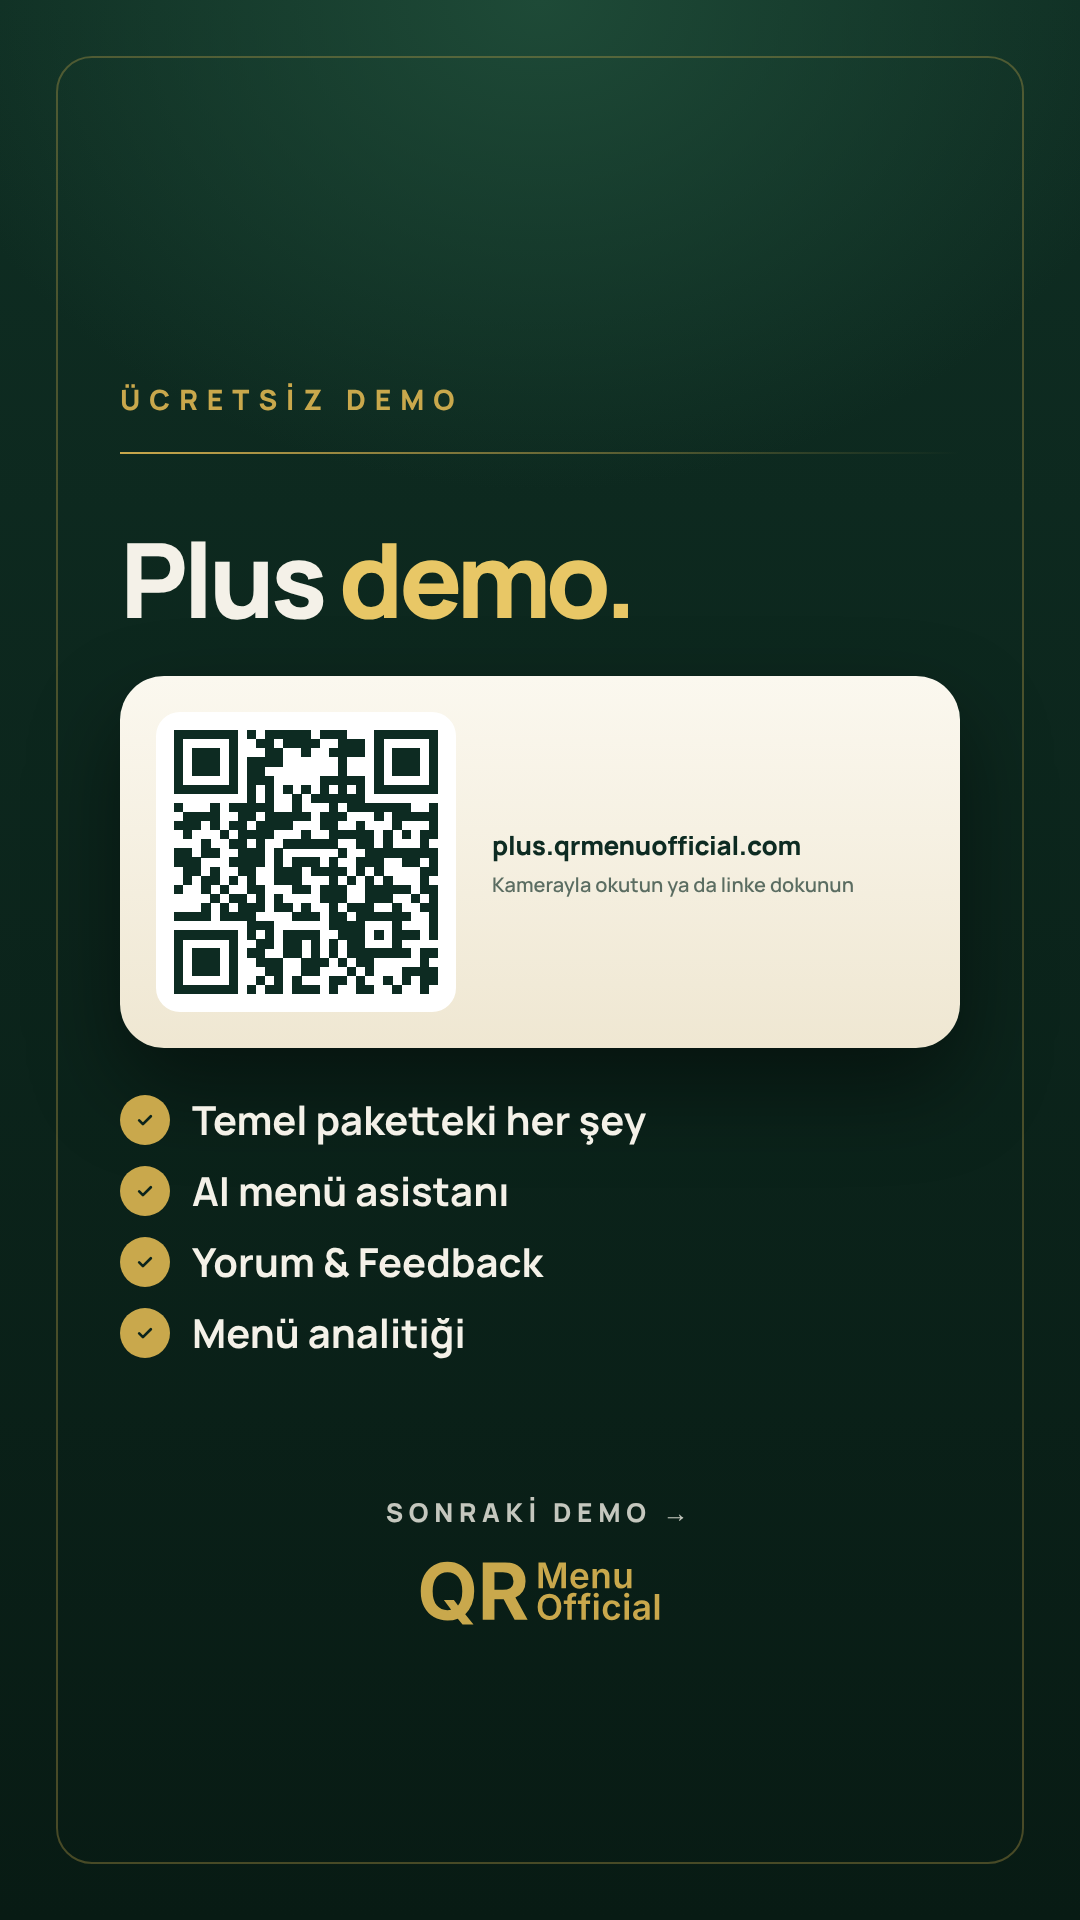 ÜCRETSİZ DEMO
Plus demo.
plus.qrmenuofficial.com
Kamerayla okutun ya da linke dokunun
Temel paketteki her şey
AI menü asistanı
Yorum & Feedback
Menü analitiği
SONRAKİ DEMO →
QR Menu
Official